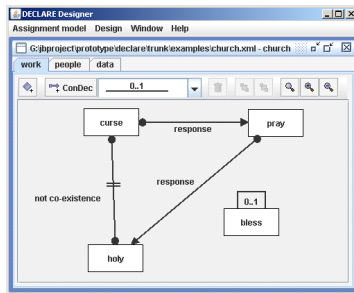 DECLARE Designer
Assignment model Design Window Help
G:\jbproject\prototype\declare\trunk\examples\church.xml - church
work people data
ConDec 0..1
curse
response
pray
response
not co-existence
0..1
bless
holy